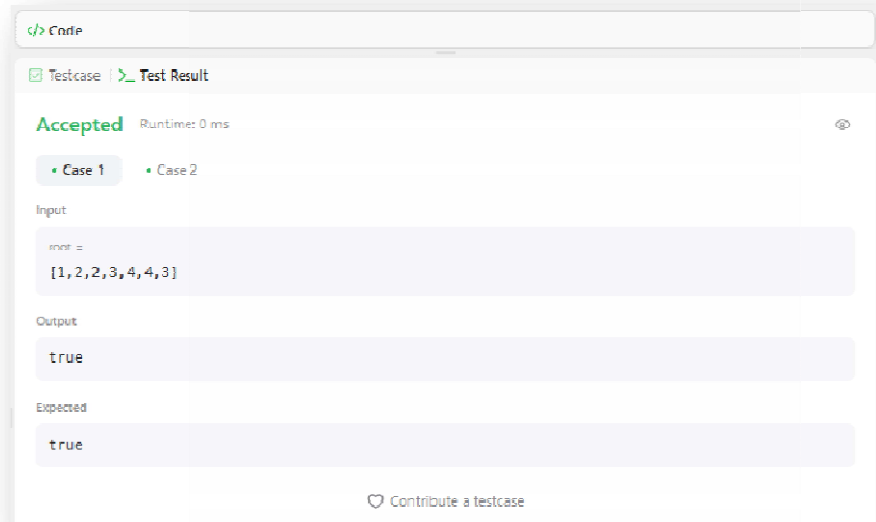 </> Code
Testcase | >_ Test Result
Accepted Runtime: 0 ms
• Case 1 • Case 2
Input
root =
[1,2,2,3,4,4,3]
Output
true
Expected
true
Contribute a testcase